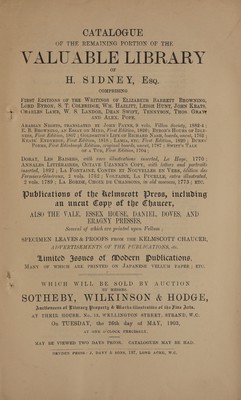 CATALOGUE
OF THE REMAINING PORTION OF THE
VALUABLE LIBRARY
OF
H. SIDNEY, ESQ.
COMPRISING
FIRST EDITIONS OF THE WRITINGS OF ELIZABETH BARRETT BROWNING,
LORD BYRON, S. T. COLERIDGE, WM. HAZLITT, LEIGH HUNT, JOHN KEATS,
CHARLES LAMB, W. S. LANDOR, DEAN SWIFT, TENNYSON, THOS. GRAY
AND ALEX. POPE,
ARABIAN NIGHTS, TRANSLATED BY JOHN PAYNE, 9 vols. Villon Society, 1882-4;
E. B. BROWNING, AN ESSAY ON MIND, First Edition, 1826; BYRON'S HOURS OF IDLE-
NESS, First Edition, 1807; GOLDSMITH'S LIFE OF RICHARD NASH, boards, uncut, 1762;
KEATS' ENDYMION, First Edition, 1818; LAMIA, etc. First Edition, 1820; BURNS'
POEMS, First Edinburgh Edition, original boards, uncut, 1787; SWIFT'S TALE
OF A TUB, First Edition, 1704;
DORAT, LES BAISERS, with rare illustrations inserted, La Haye, 1770;
ANNALES LITTÉRAIRES, OCTAVE UZANNE'S COPY, with letters and portraits
inserted, 1892; LA FONTAINE, CONTES ET NOUVELLES EN VERS, édition des
Fermiers-Généraux, 2 vols. 1762; VOLTAIRE, LA PUCELLE, extra illustrated,
2 vols. 1789; LA BORDE, CHOIX DE CHANSONS, in old morocco, 1773; ETC.
Publications of the Kelmscott Press, including
an uncut Copy of the Chaucer,
ALSO THE VALE, ESSEX HOUSE, DANIEL, DOVES, AND
ERAGNY PRESSES,
Several of which are printed upon Vellum;
SPECIMEN LEAVES & PROOFS FROM THE KELMSCOTT CHAUCER,
ADVERTISEMENTS OF THE PUBLICATIONS, &c.
Limited Issues of Modern Publications.
MANY OF WHICH ARE PRINTED ON JAPANESE VELLUM PAPER; ETC.
WHICH WILL BE SOLD BY AUCTION
BY MESSRS.
SOTHEBY, WILKINSON & HODGE,
Auctioneers of Literary Property & Works illustrative of the Fine Arts,
AT THEIR HOUSE, No. 13, WELLINGTON STREET, STRAND, W.C.
On TUESDAY, the 26th day of MAY, 1903,
AT ONE O'CLOCK PRECISELY.
MAY BE VIEWED TWO DAYS PRIOR. CATALOGUES MAY BE HAD.
DRYDEN PRESS: J. DAVY & SONS, 137, LONG ACRE, W.C.